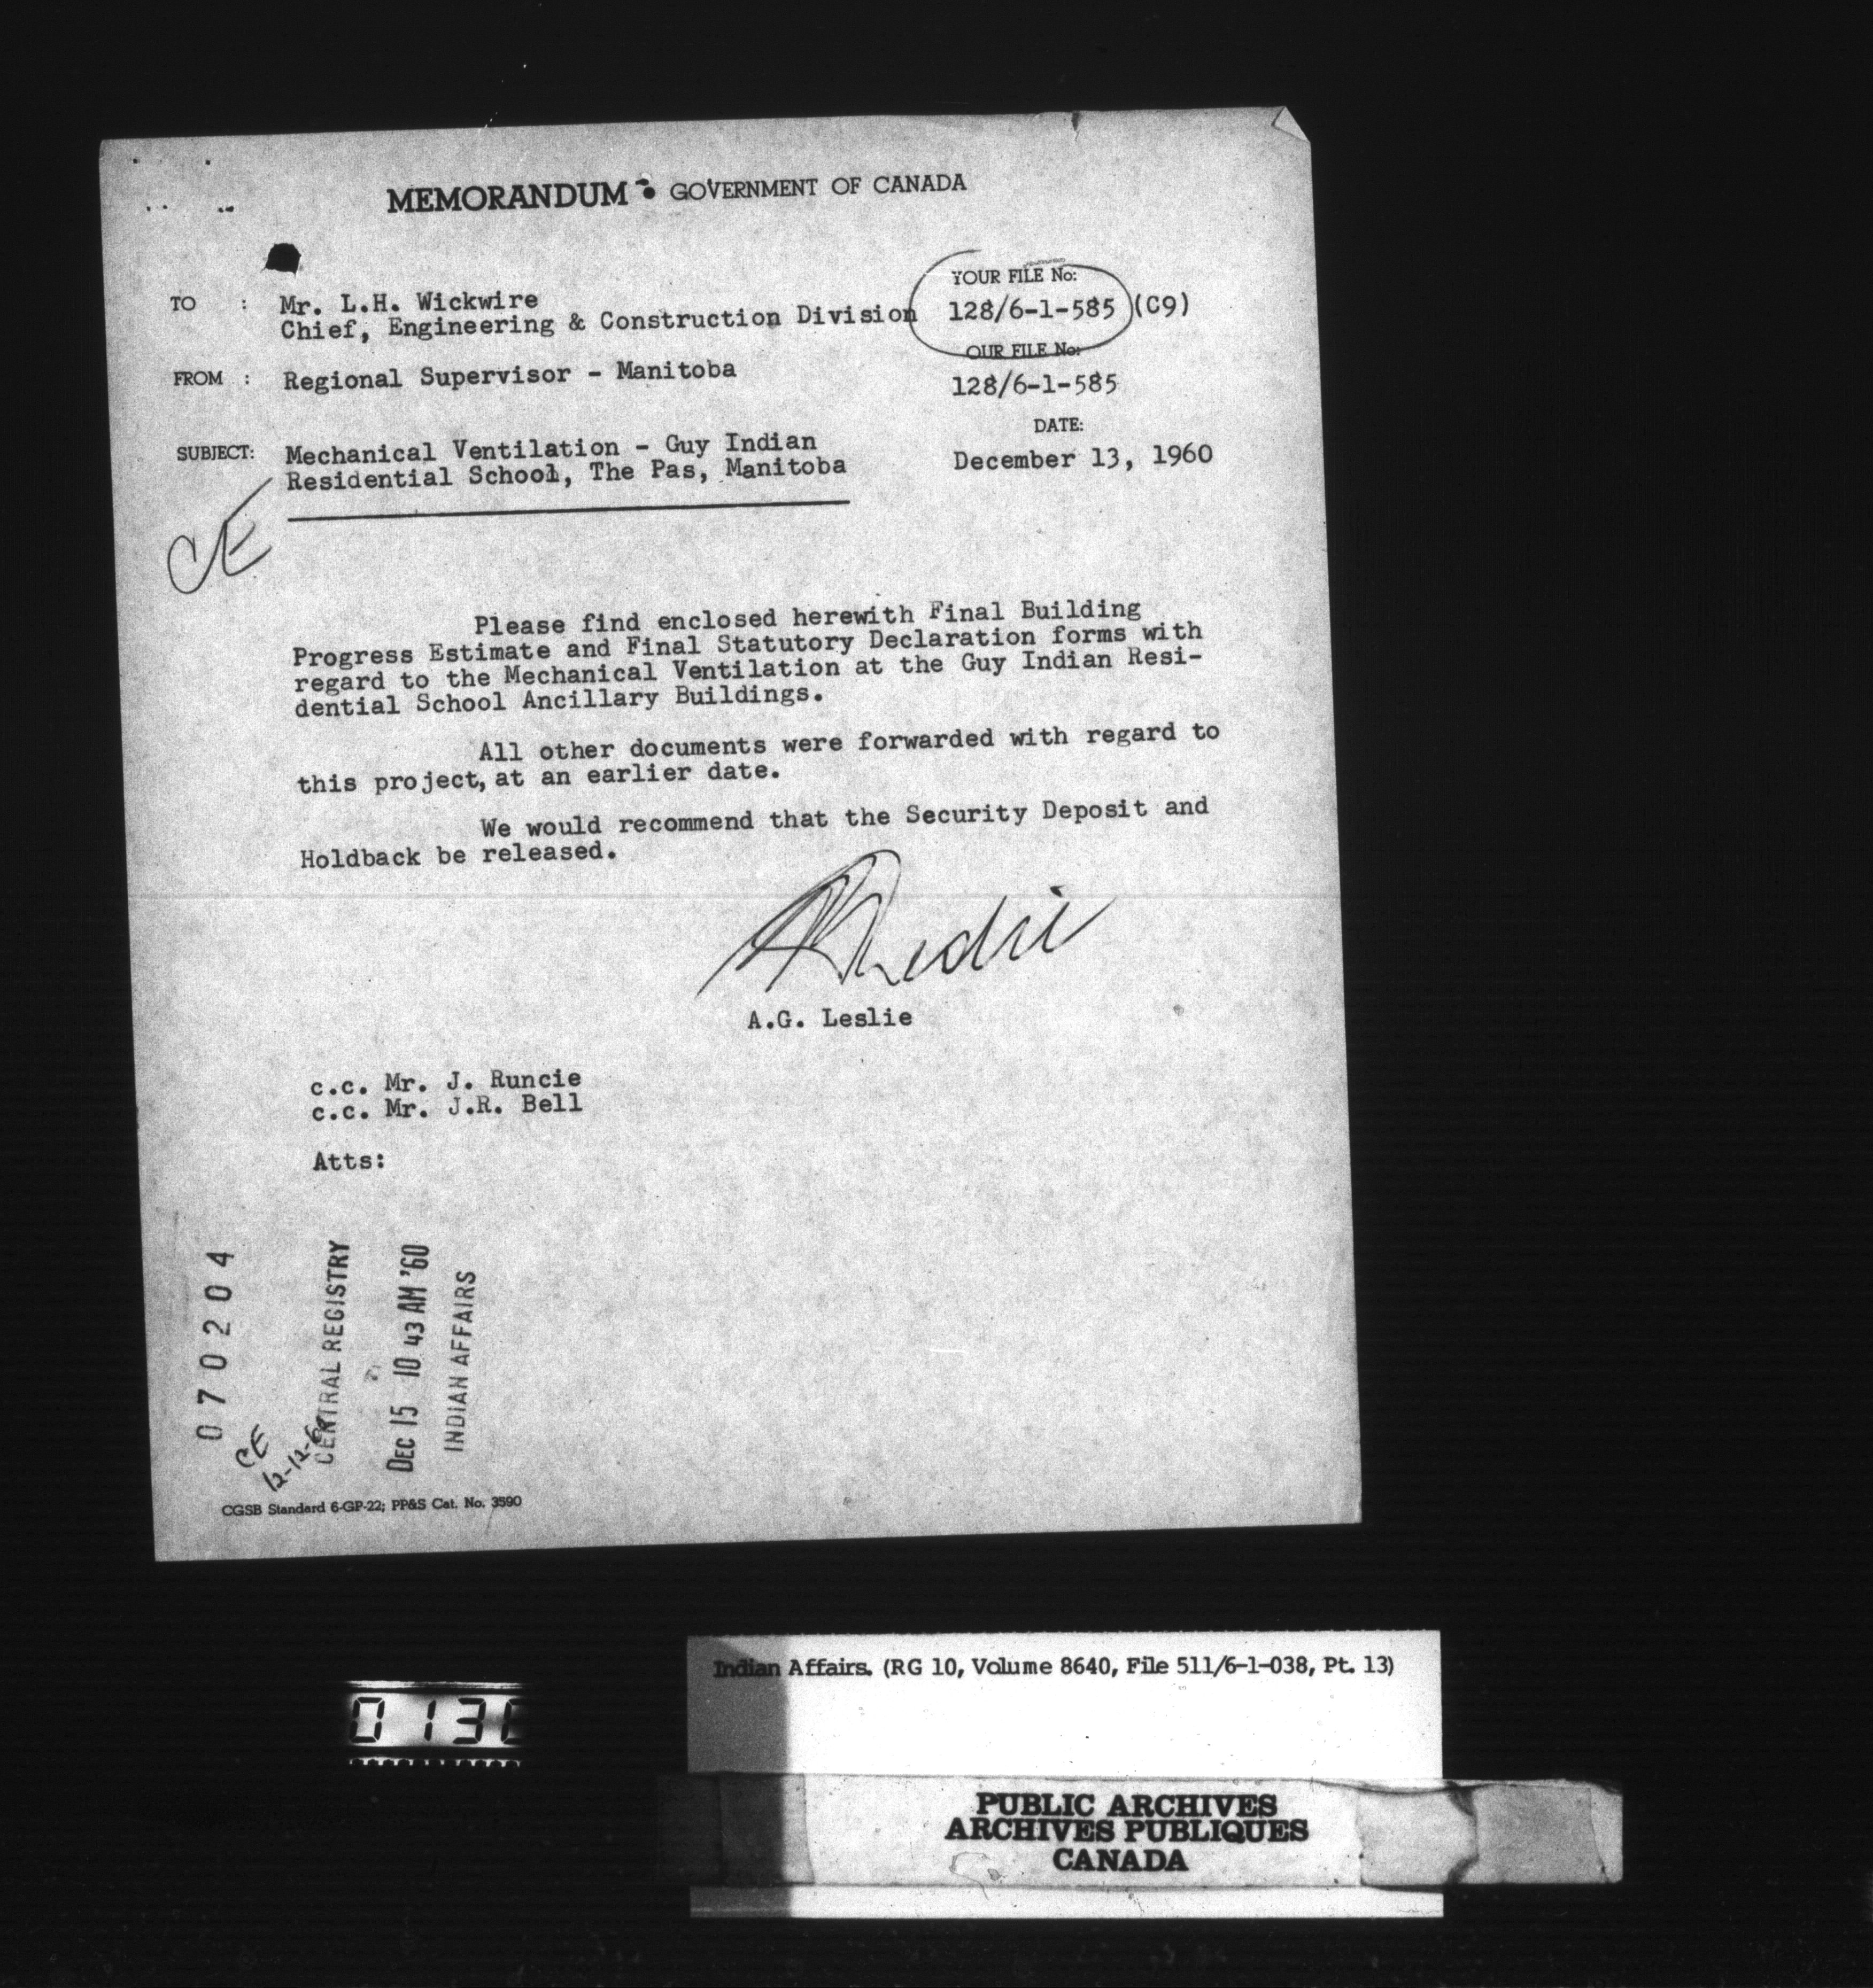 MEMORANDUM • GOVERNMENT OF CANADA
YOUR FILE No:
TO : Mr. L.H. Wickwire
Chief, Engineering & Construction Division
128/6-1-585 (C9)
OUR FILE No:
FROM : Regional Supervisor - Manitoba
128/6-1-585
DATE:
SUBJECT: Mechanical Ventilation - Guy Indian
Residential School, The Pas, Manitoba
December 13, 1960
CE
Please find enclosed herewith Final Building
Progress Estimate and Final Statutory Declaration forms with
regard to the Mechanical Ventilation at the Guy Indian Resi-
dential School Ancillary Buildings.
All other documents were forwarded with regard to
this project, at an earlier date.
We would recommend that the Security Deposit and
Holdback be released.
A.G. Leslie
c.c. Mr. J. Runcie
c.c. Mr. J.R. Bell
Atts:
070204
CE
CENTRAL REGISTRY
DEC 15 10 43 AM '60
INDIAN AFFAIRS
CGSB Standard 6-GP-22; PP&S Cat. No. 3590
Indian Affairs. (RG 10, Volume 8640, File 511/6-1-038, Pt. 13)
PUBLIC ARCHIVES
ARCHIVES PUBLIQUES
CANADA